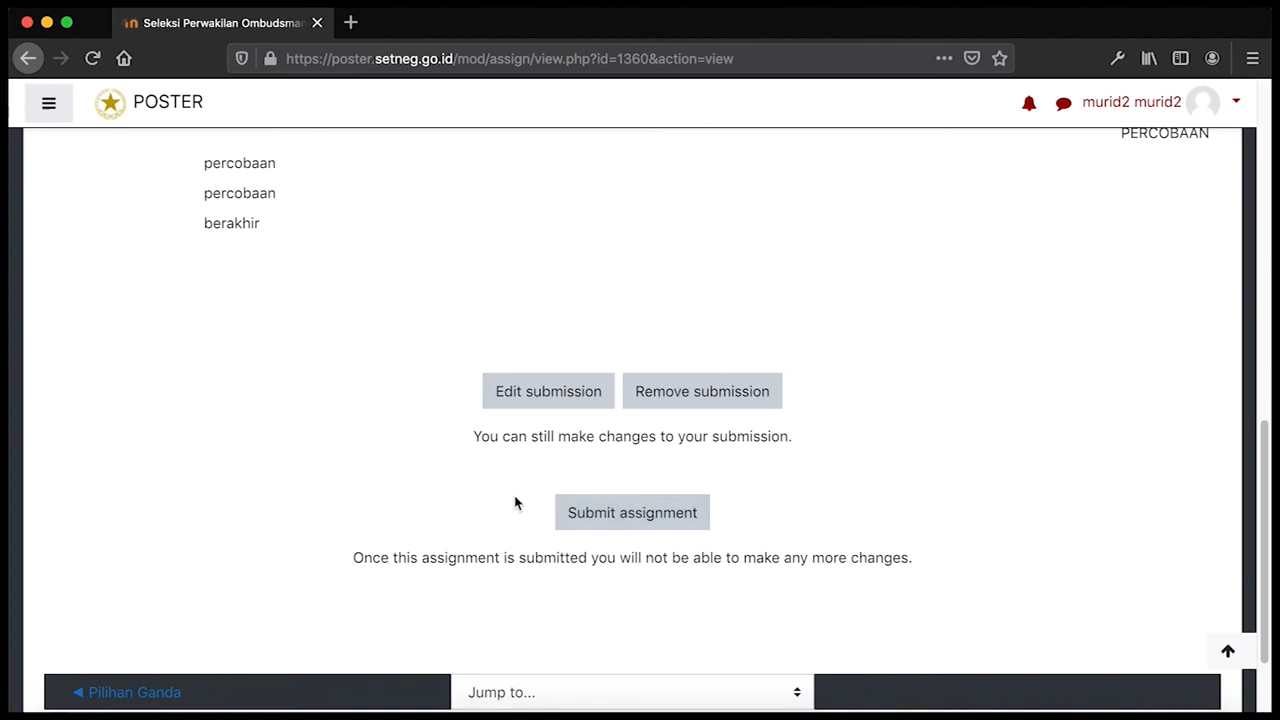 Seleksi Perwakilan Ombudsman
https://poster.setneg.go.id/mod/assign/view.php?id=1360&action=view
POSTER
murid2 murid2
PERCOBAAN
percobaan
percobaan
berakhir
Edit submission Remove submission
You can still make changes to your submission.
Submit assignment
Once this assignment is submitted you will not be able to make any more changes.
◀ Pilihan Ganda
Jump to...